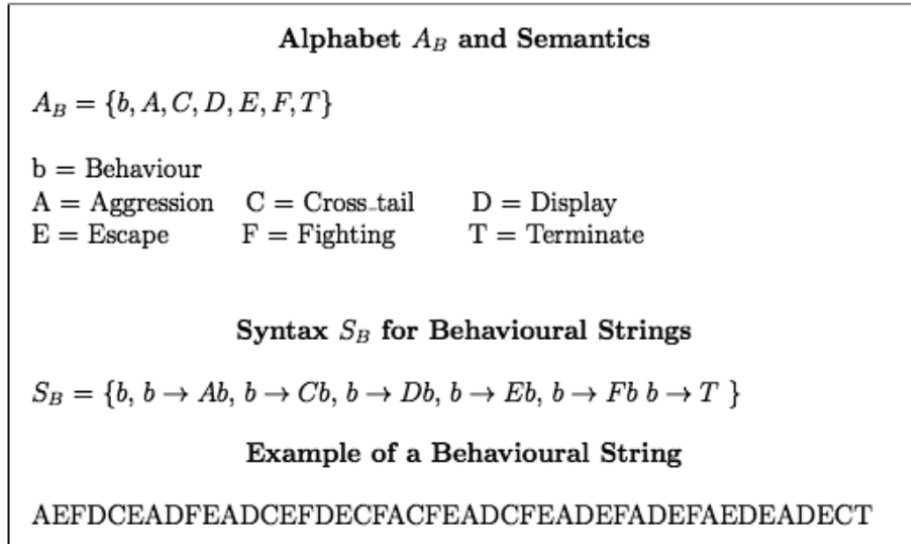 Alphabet A_B and Semantics
A_B = {b, A, C, D, E, F, T}
b = Behaviour
A = Aggression C = Cross_tail D = Display
E = Escape F = Fighting T = Terminate
Syntax S_B for Behavioural Strings
S_B = {b, b → Ab, b → Cb, b → Db, b → Eb, b → Fb b → T }
Example of a Behavioural String
AEFDCEADFEADCEFDECFACFEADCFEADEFADEFAEDEADECT